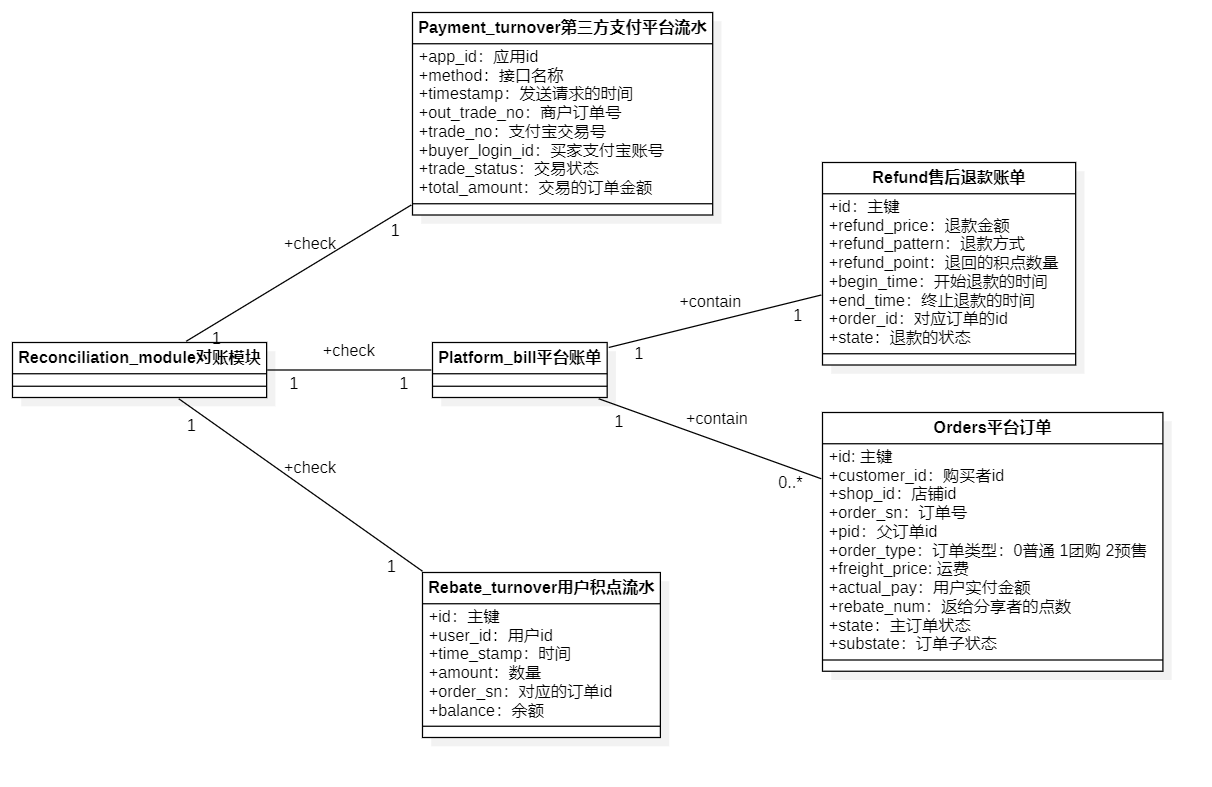 Payment_turnover第三方支付平台流水
+app_id：应用id
+method：接口名称
+timestamp：发送请求的时间
+out_trade_no：商户订单号
+trade_no：支付宝交易号
+buyer_login_id：买家支付宝账号
+trade_status：交易状态
+total_amount：交易的订单金额
Refund售后退款账单
+id：主键
+refund_price：退款金额
+refund_pattern：退款方式
+refund_point：退回的积点数量
+begin_time：开始退款的时间
+end_time：终止退款的时间
+order_id：对应订单的id
+state：退款的状态
+check
1
1
+contain
1
1
Reconciliation_module对账模块
+check
1
1
Platform_bill平台账单
+contain
1
0..*
Orders平台订单
+id: 主键
+customer_id：购买者id
+shop_id：店铺id
+order_sn：订单号
+pid：父订单id
+order_type：订单类型：0普通 1团购 2预售
+freight_price: 运费
+actual_pay：用户实付金额
+rebate_num：返给分享者的点数
+state：主订单状态
+substate：订单子状态
1
+check
1
Rebate_turnover用户积点流水
+id：主键
+user_id：用户id
+time_stamp：时间
+amount：数量
+order_sn：对应的订单id
+balance：余额